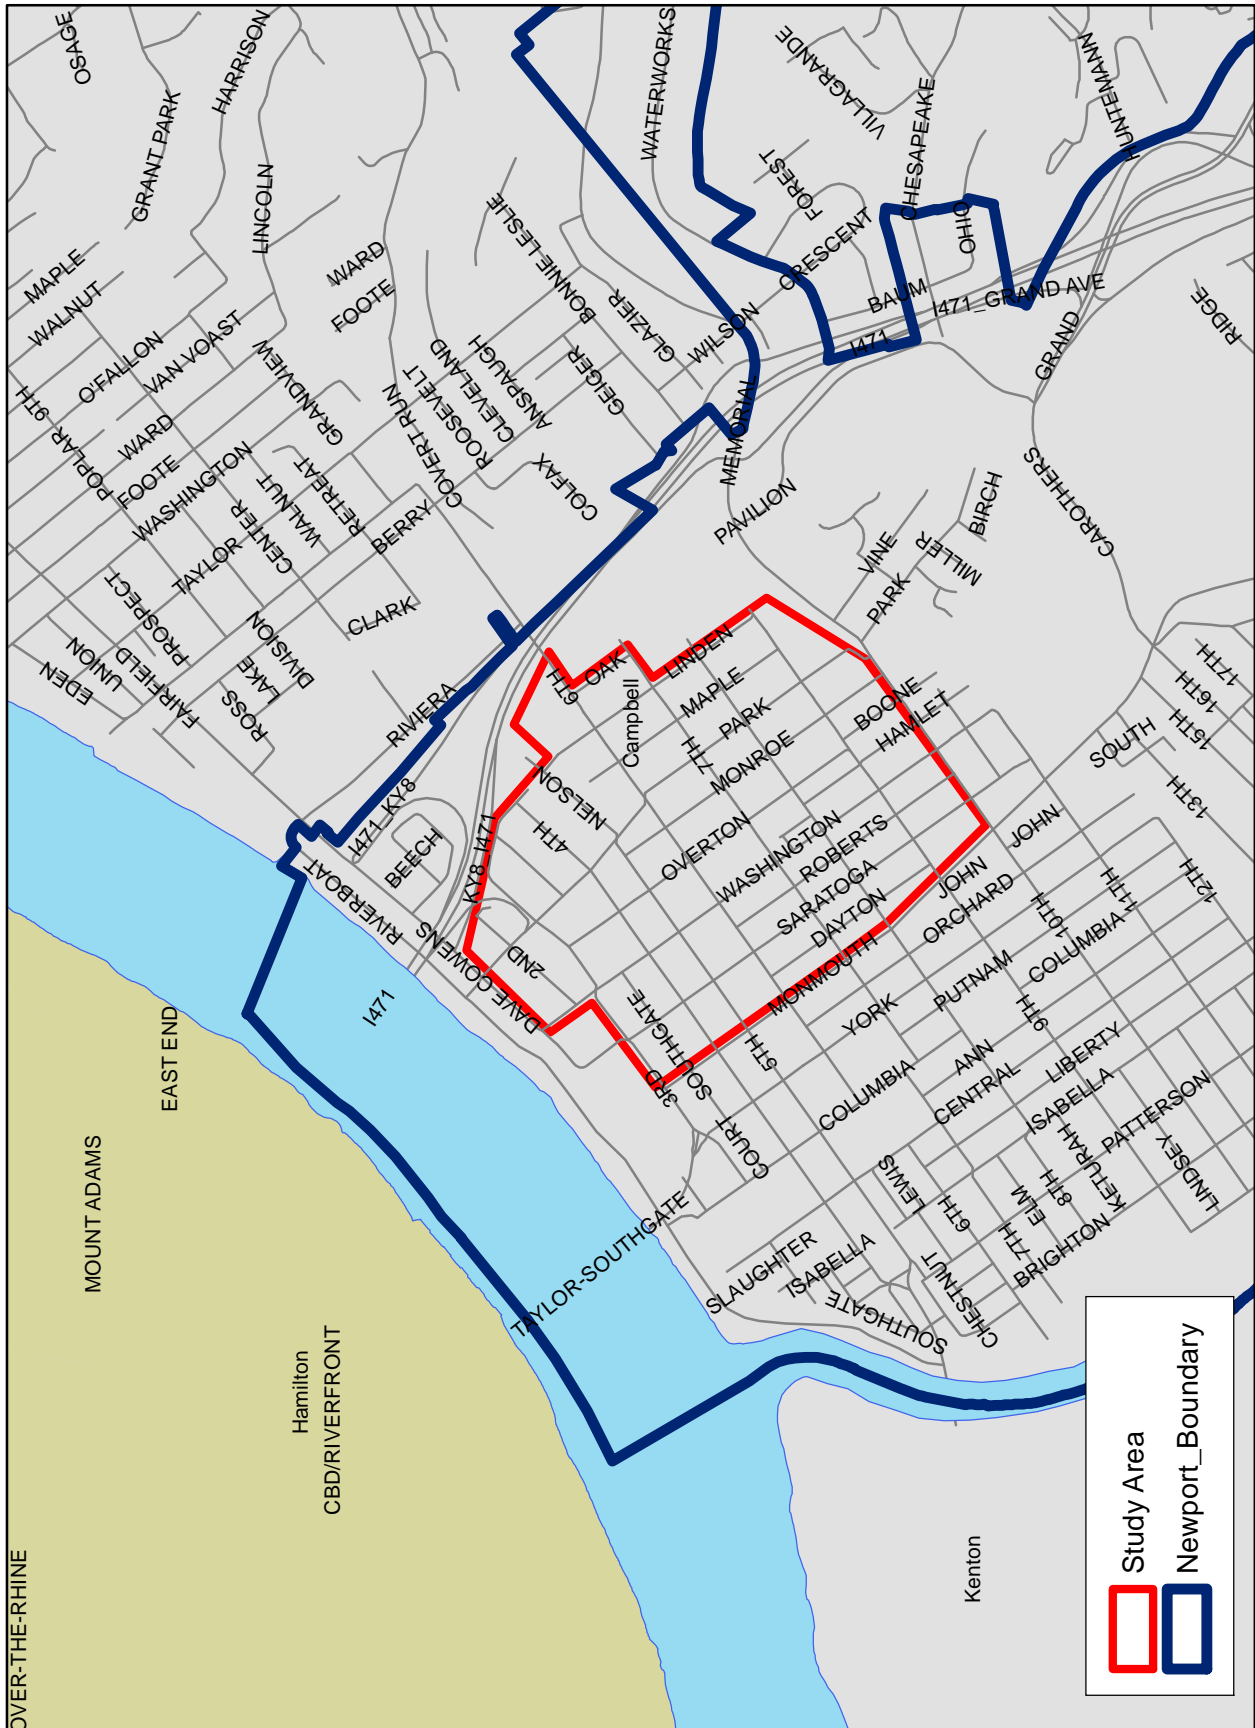 OSAGE
HARRISON
GRANT PARK
LINCOLN
MAPLE
WALNUT
WARD
FOOTE
O'FALLON
VAN VOAST
GRANDVIEW
9TH
POPLAR
WARD
FOOTE
WASHINGTON
WALNUT
RETREAT
CENTER
TAYLOR
BERRY
PROSPECT
CLARK
DIVISION
LAKE
ROSS
UNION
EDEN
FAIRFIELD
RIVIERA
COVERT RUN
ROOSEVELT
CLEVELAND
ANSPAUGH
COLFAX
GEIGER
BONNIE LESLIE
GLAZIER
WILSON
WATERWORKS
VILLAGRANDE
FOREST
CRESCENT
CHESAPEAKE
OHIO
HUNTEMANN
BAUM
I471_GRAND AVE
I471
GRAND
RIDGE
CAROTHERS
MEMORIAL
PAVILION
VINE
PARK
MILLER
BIRCH
6TH
OAK
LINDEN
Campbell
MAPLE
7TH
PARK
MONROE
BOONE
HAMLET
NELSON
4TH
OVERTON
WASHINGTON
ROBERTS
SARATOGA
DAYTON
MONMOUTH
I471_KY8
BEECH
KY8_I471
RIVERBOAT
DAVE COWENS
2ND
I471
SOUTHGATE
3RD
SOUTHGATE
5TH
COURT
YORK
COLUMBIA
ORCHARD
JOHN
JOHN
SOUTH
15TH
16TH
17TH
13TH
12TH
11TH
10TH
COLUMBIA
PUTNAM
9TH
ANN
CENTRAL
LIBERTY
ISABELLA
PATTERSON
LINDSEY
KETURAH
8TH
ELM
7TH
BRIGHTON
LEWIS
6TH
CHESTNUT
SLAUGHTER
ISABELLA
SOUTHGATE
TAYLOR-SOUTHGATE
EAST END
MOUNT ADAMS
Hamilton
CBD/RIVERFRONT
OVER-THE-RHINE
Kenton
Study Area
Newport_Boundary